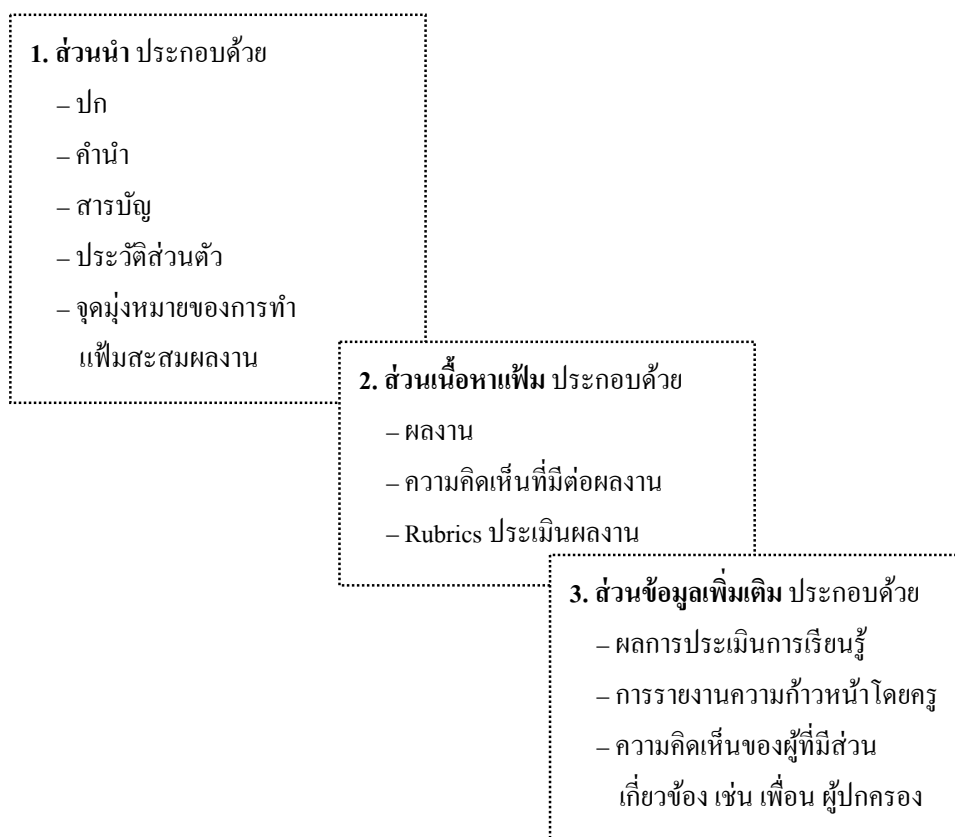 1. ส่วนนำ ประกอบด้วย
– ปก
– คำนำ
– สารบัญ
– ประวัติส่วนตัว
– จุดมุ่งหมายของการทำ
แฟ้มสะสมผลงาน
2. ส่วนเนื้อหาแฟ้ม ประกอบด้วย
– ผลงาน
– ความคิดเห็นที่มีต่อผลงาน
– Rubrics ประเมินผลงาน
3. ส่วนข้อมูลเพิ่มเติม ประกอบด้วย
– ผลการประเมินการเรียนรู้
– การรายงานความก้าวหน้าโดยครู
– ความคิดเห็นของผู้ที่มีส่วน
เกี่ยวข้อง เช่น เพื่อน ผู้ปกครอง